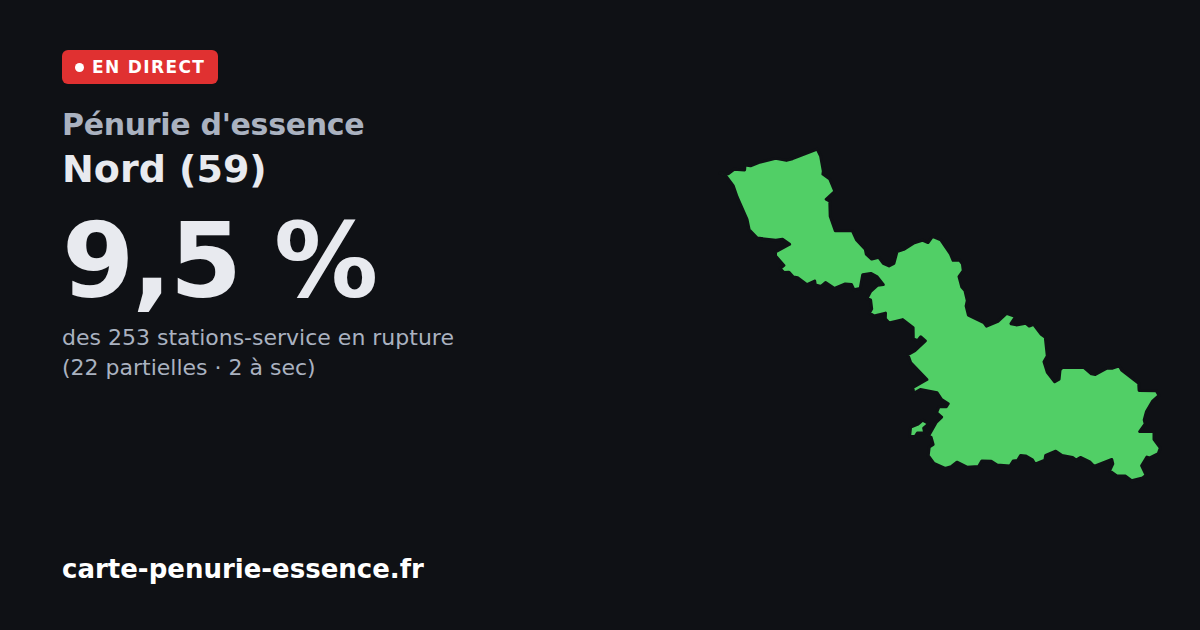 EN DIRECT
Pénurie d'essence
Nord (59)
9,5 %
des 253 stations-service en rupture
(22 partielles · 2 à sec)
carte-penurie-essence.fr